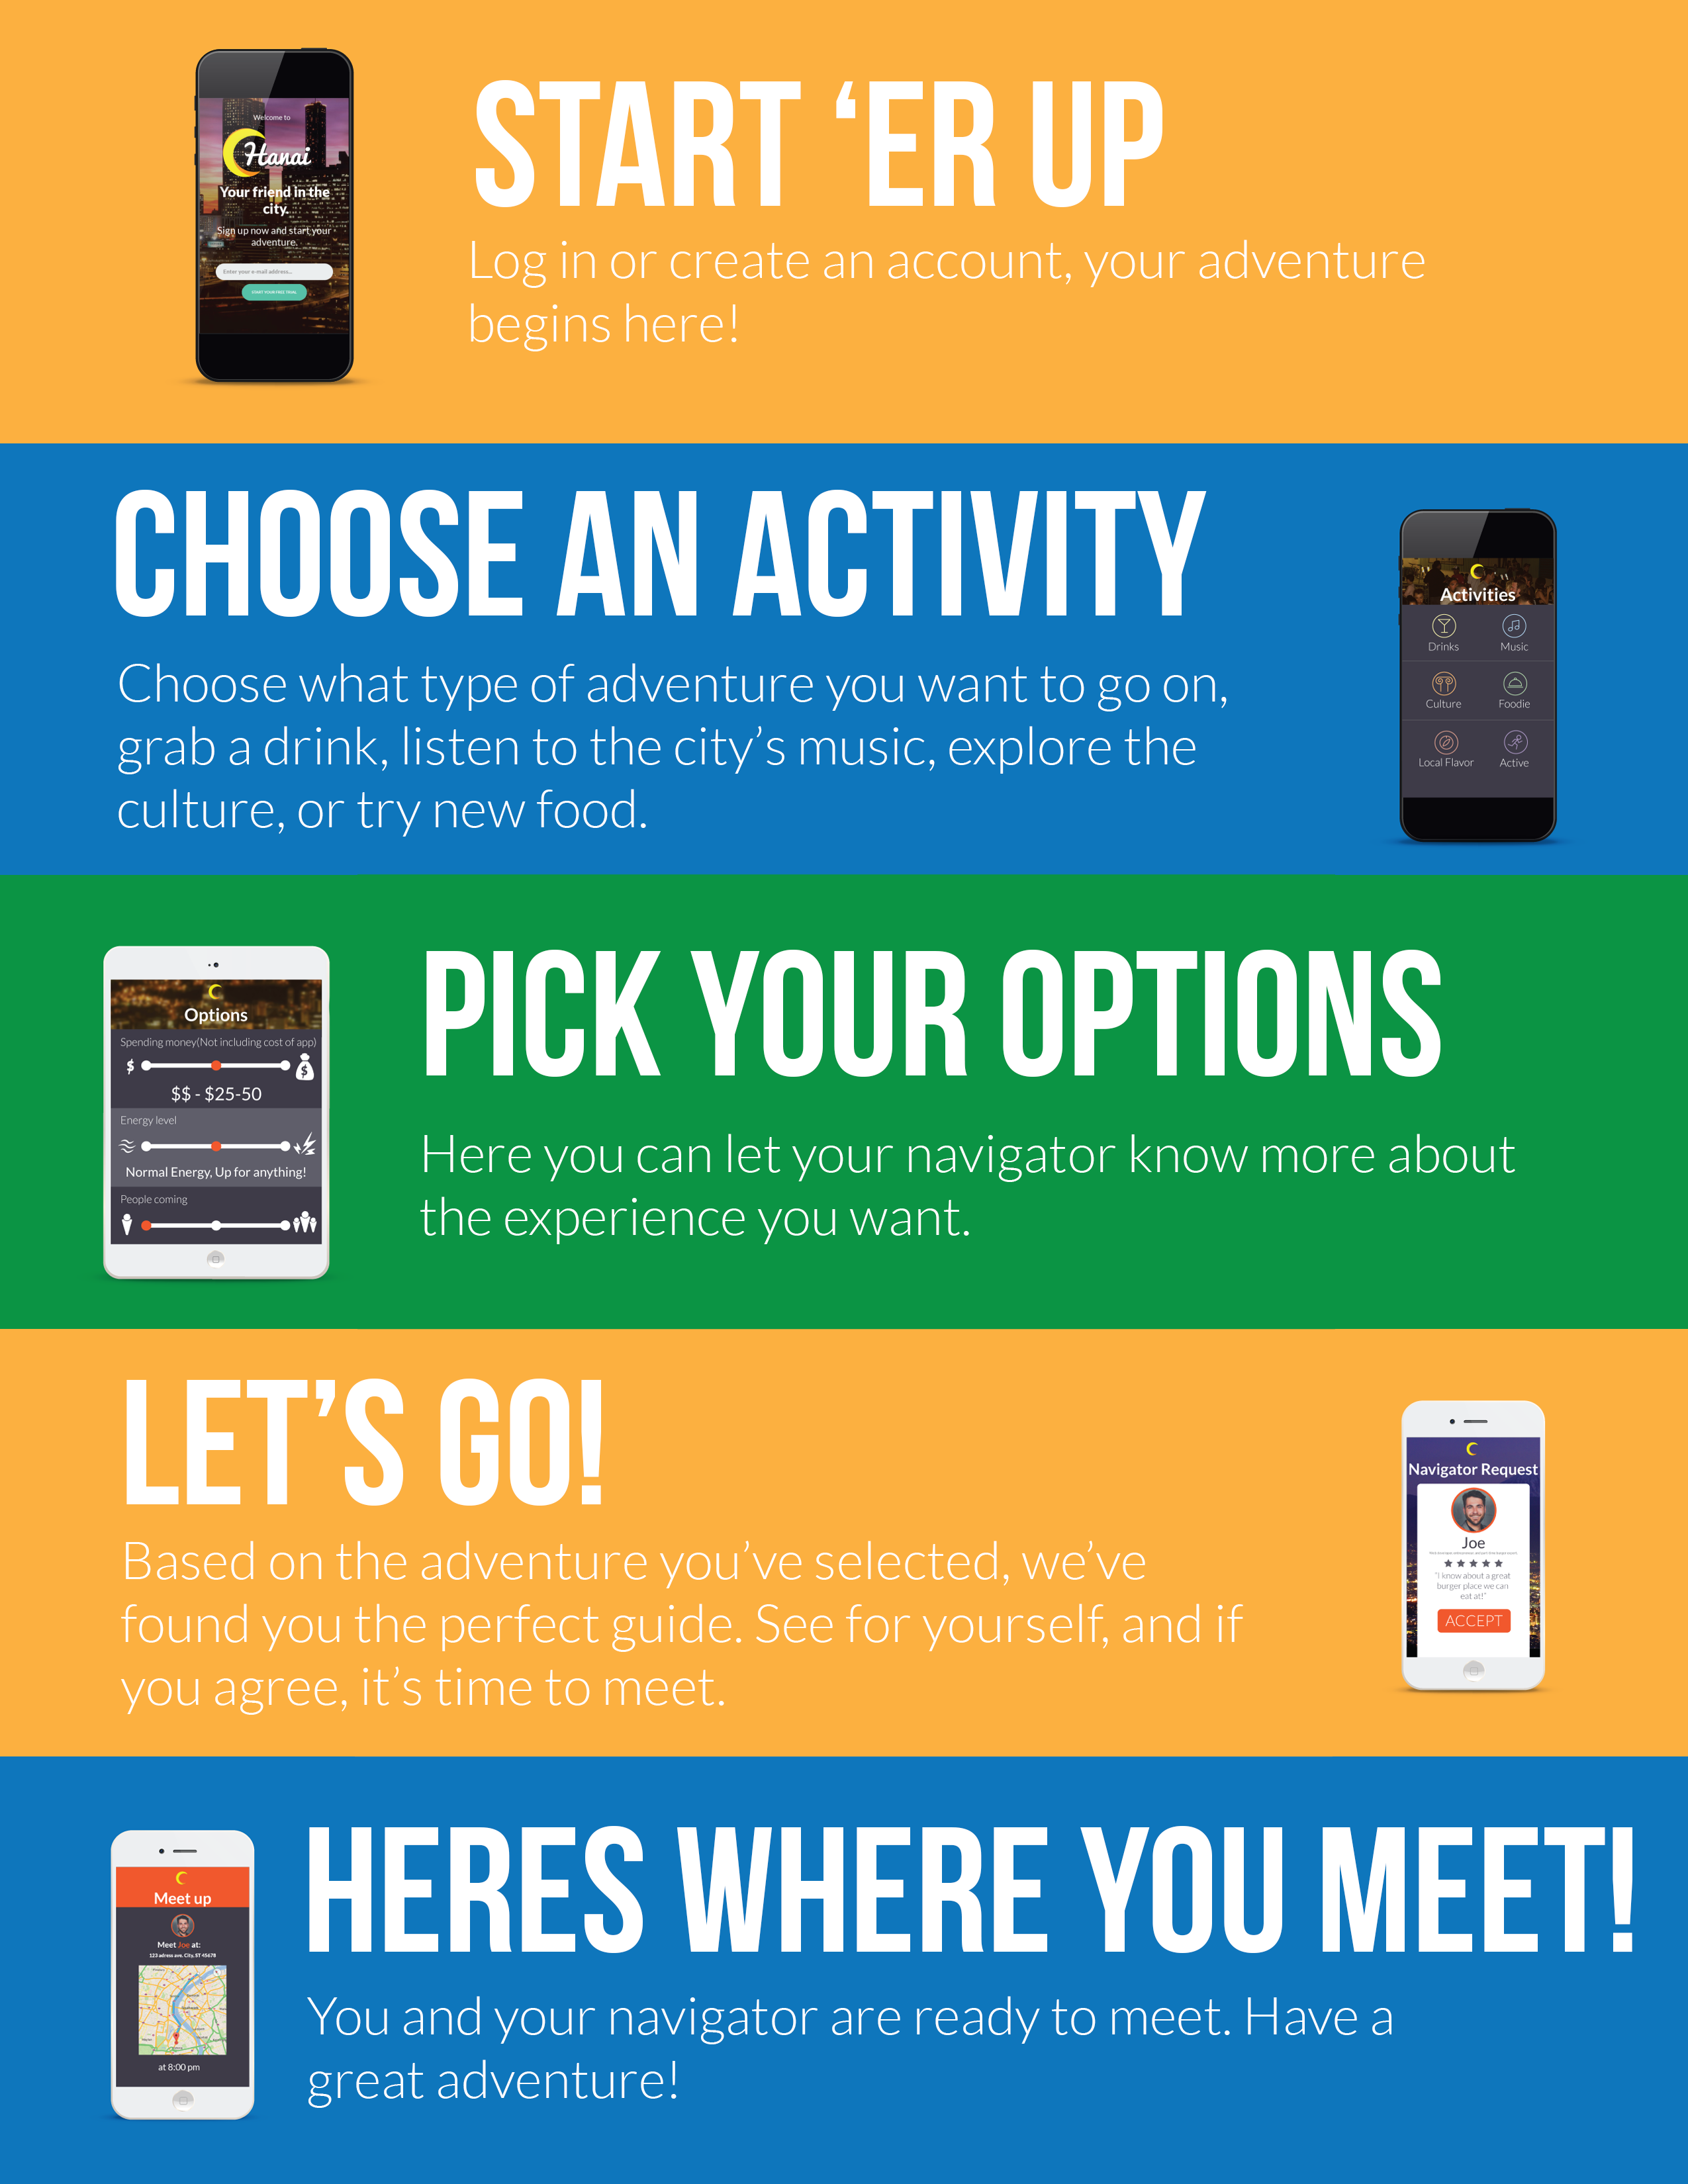 Welcome to
Hanai
Your friend in the
city.
Sign up now and start your
adventure.
Enter your e-mail address...
START YOUR FREE TRIAL
START ‘ER UP
Log in or create an account, your adventure
begins here!
CHOOSE AN ACTIVITY
Choose what type of adventure you want to go on,
grab a drink, listen to the city’s music, explore the
culture, or try new food.
Activities
Drinks Music
Culture Foodie
Local Flavor Active
Options
Spending money(Not including cost of app)
$ $
$$ - $25-50
Energy level
Normal Energy, Up for anything!
People coming
PICK YOUR OPTIONS
Here you can let your navigator know more about
the experience you want.
LET’S GO!
Based on the adventure you’ve selected, we’ve
found you the perfect guide. See for yourself, and if
you agree, it’s time to meet.
Navigator Request
Joe
"I know about a great
burger place we can
eat at!"
ACCEPT
Meet up
Meet Joe at:
123 adress ave. City, ST 45678
at 8:00 pm
HERES WHERE YOU MEET!
You and your navigator are ready to meet. Have a
great adventure!